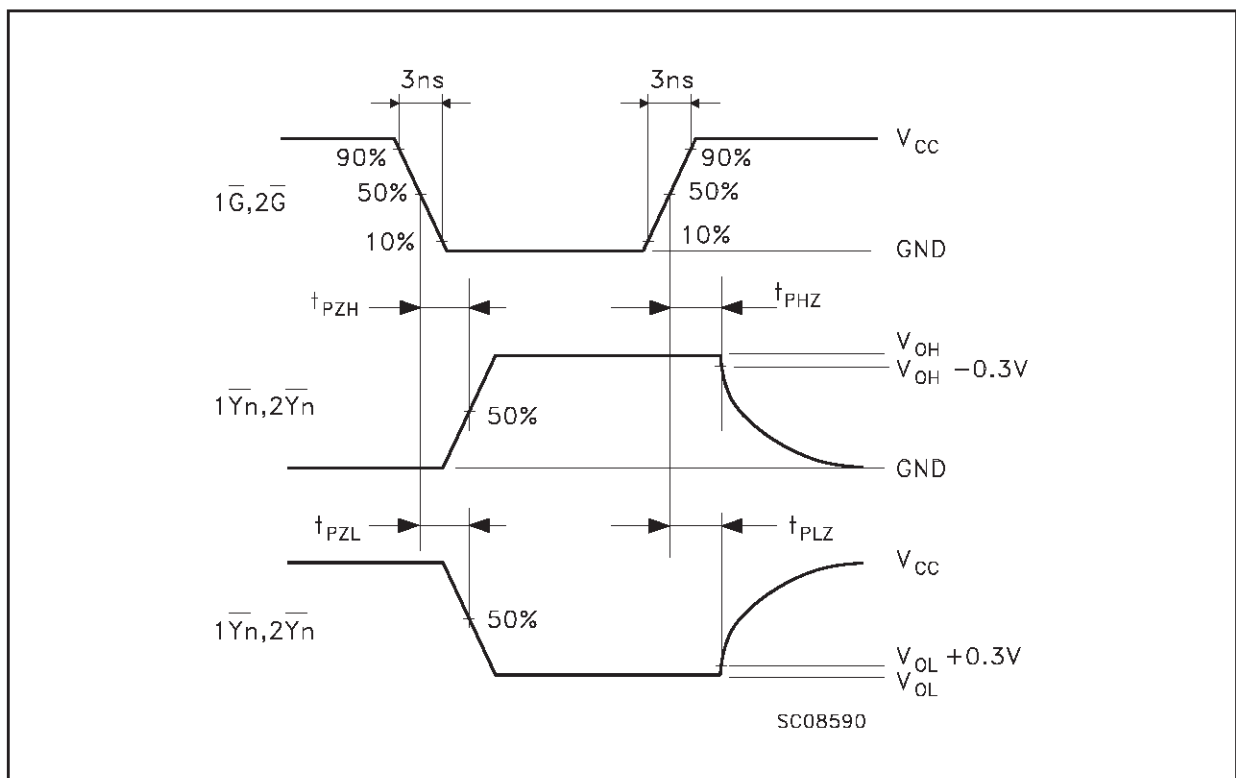 3ns 3ns
V_CC
90% 90%
1G̅,2G̅ 50% 50%
10% 10% GND
t_PZH t_PHZ
V_OH
V_OH −0.3V
1Y̅n̅,2Y̅n̅ 50%
GND
t_PZL t_PLZ
V_CC
1Y̅n̅,2Y̅n̅ 50%
V_OL +0.3V
V_OL
SC08590